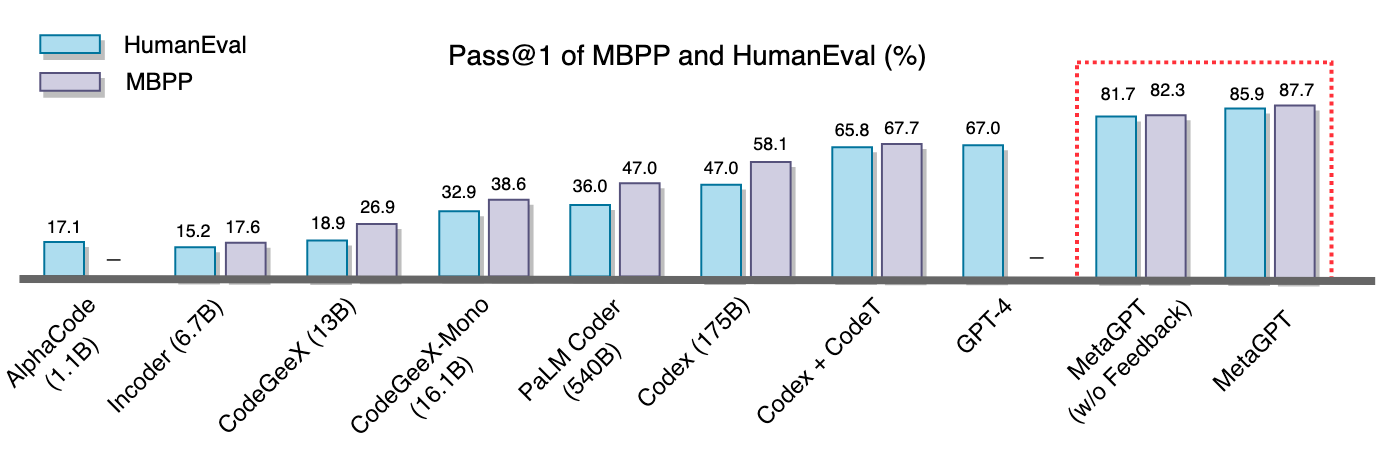 HumanEval
MBPP
Pass@1 of MBPP and HumanEval (%)
17.1
–
15.2
17.6
18.9
26.9
32.9
38.6
36.0
47.0
47.0
58.1
65.8
67.7
67.0
–
81.7
82.3
85.9
87.7
AlphaCode
(1.1B)
Incoder (6.7B)
CodeGeeX (13B)
CodeGeeX-Mono
(16.1B)
PaLM Coder
(540B)
Codex (175B)
Codex + CodeT
GPT-4
MetaGPT
(w/o Feedback)
MetaGPT